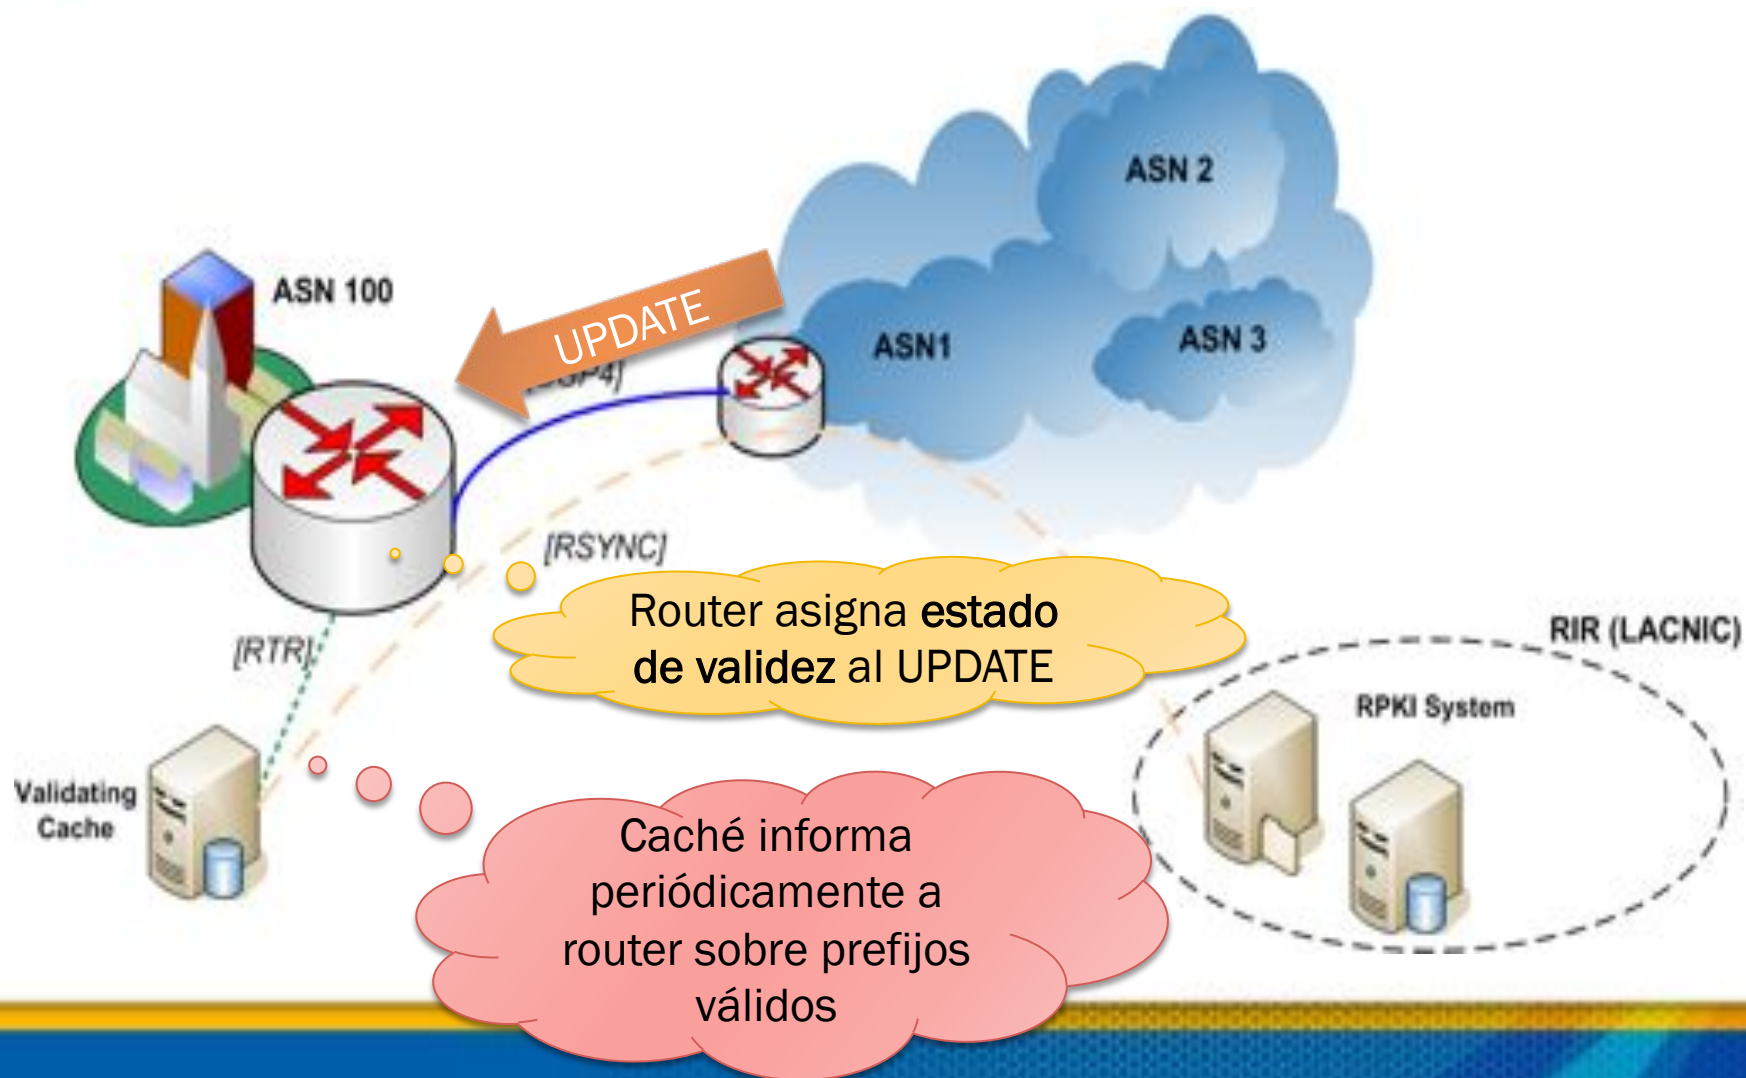 ASN 2
ASN 100
UPDATE
ASN1
ASN 3
[RSYNC]
Router asigna estado
de validez al UPDATE
[RTR]
RIR (LACNIC)
RPKI System
Validating
Cache
Caché informa
periódicamente a
router sobre prefijos
válidos